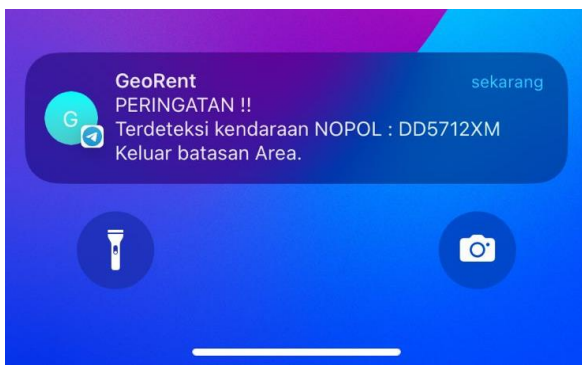 GeoRent
sekarang
PERINGATAN !!
Terdeteksi kendaraan NOPOL : DD5712XM
Keluar batasan Area.
G